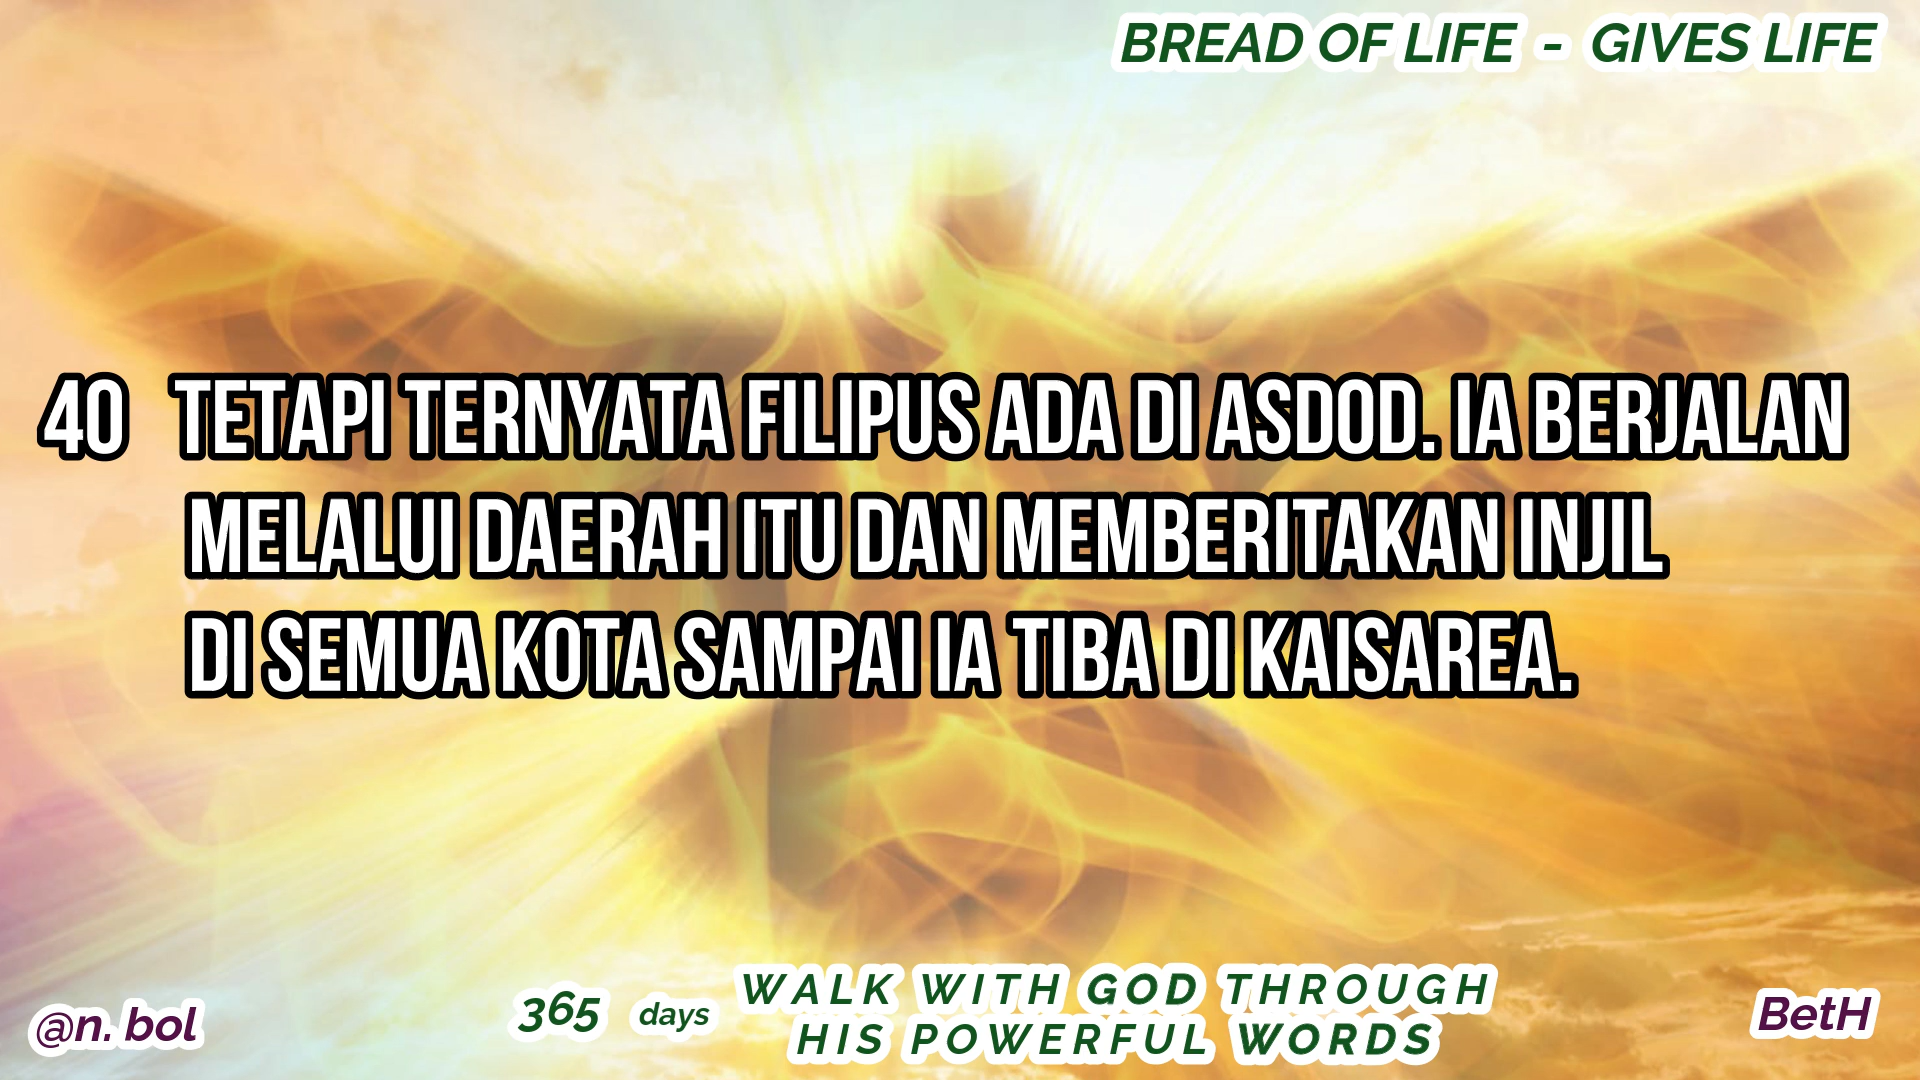 BREAD OF LIFE - GIVES LIFE
40 TETAPI TERNYATA FILIPUS ADA DI ASDOD. IA BERJALAN
MELALUI DAERAH ITU DAN MEMBERITAKAN INJIL
DI SEMUA KOTA SAMPAI IA TIBA DI KAISAREA.
@n. bol
365 days
WALK WITH GOD THROUGH
HIS POWERFUL WORDS
BetH